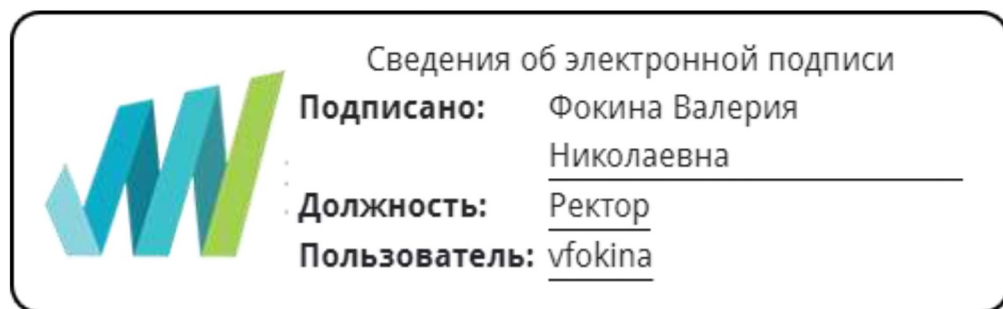 Сведения об электронной подписи
Подписано: Фокина Валерия
Николаевна
Должность: Ректор
Пользователь: vfokina